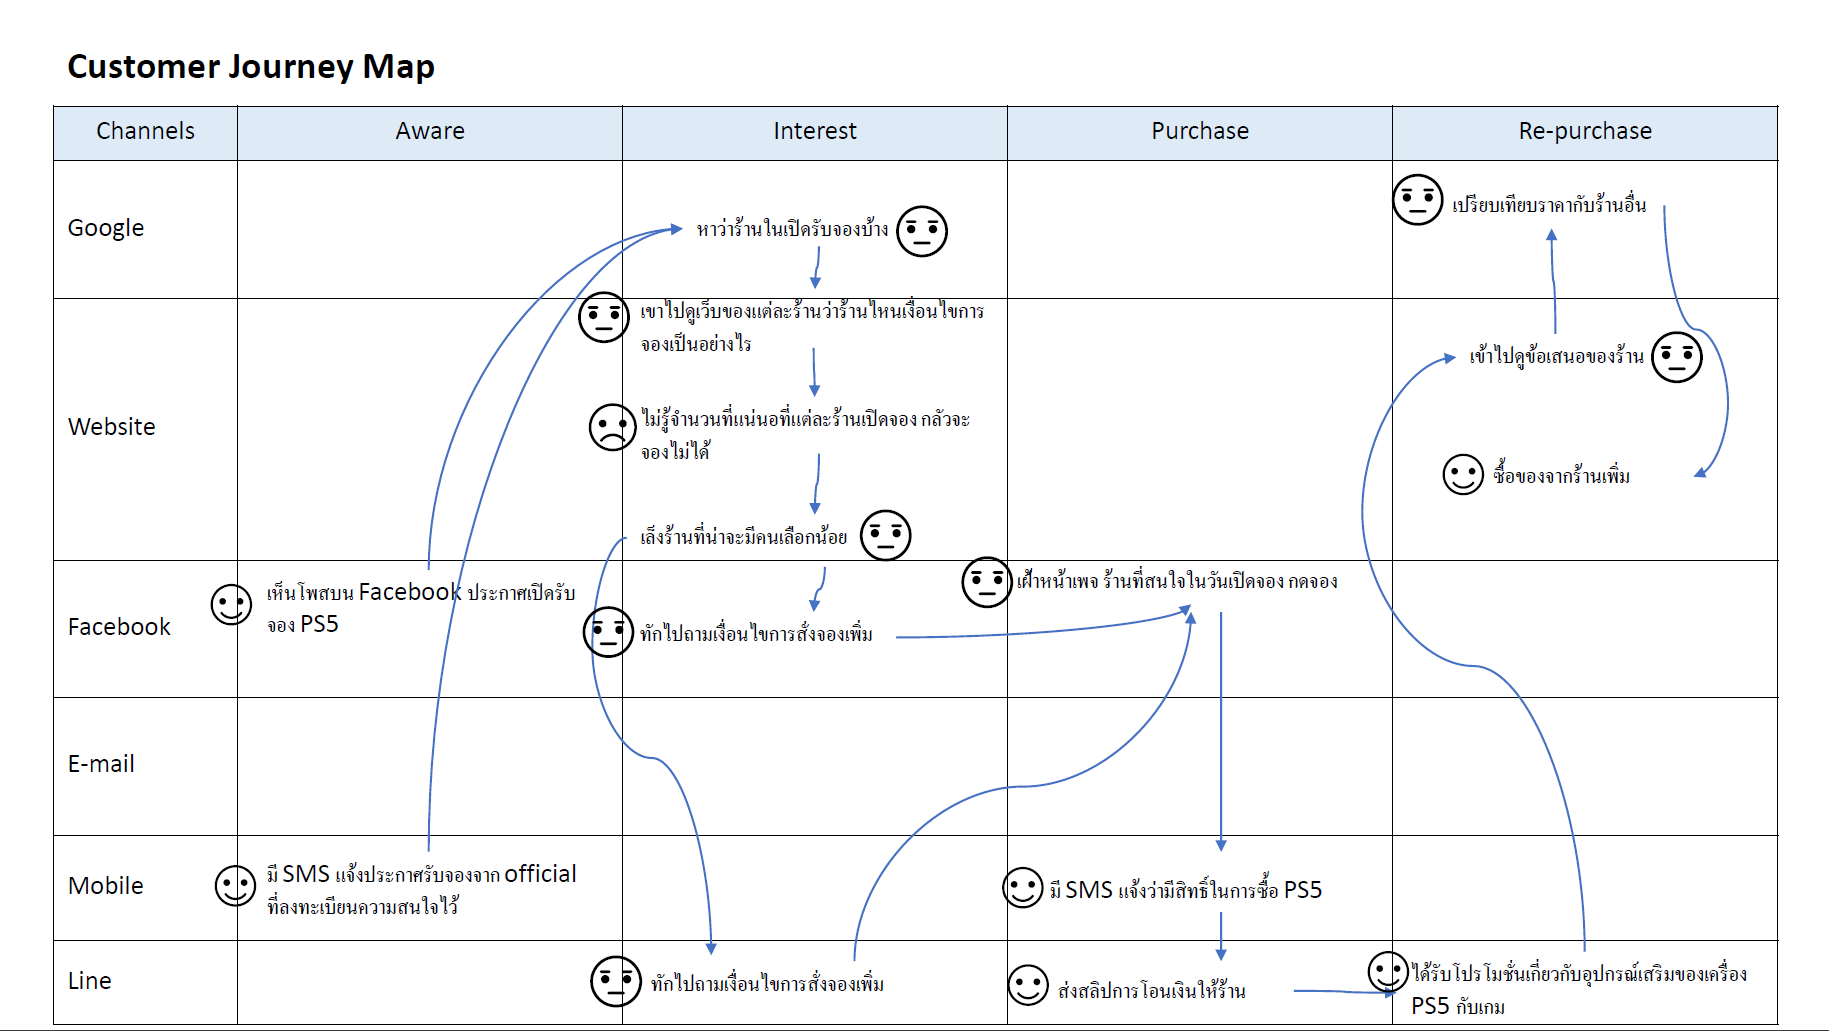 Customer Journey Map
Channels
Aware
Interest
Purchase
Re-purchase
Google
หาว่าร้านในเปิดรับจองบ้าง
เปรียบเทียบราคากับร้านอื่น
Website
เขาไปดูเว็บของแต่ละร้านว่าร้านไหนเงื่อนไขการ
จองเป็นอย่างไร
ไม่รู้จำนวนที่แน่นอที่แต่ละร้านเปิดจอง กลัวจะ
จองไม่ได้
เล็งร้านที่น่าจะมีคนเลือกน้อย
เข้าไปดูข้อเสนอของร้าน
ซื้อของจากร้านเพิ่ม
Facebook
เห็นโพสบน Facebook ประกาศเปิดรับ
จอง PS5
ทักไปถามเงื่อนไขการสั่งจองเพิ่ม
เฝ้าหน้าเพจ ร้านที่สนใจในวันเปิดจอง กดจอง
E-mail
Mobile
มี SMS แจ้งประกาศรับจองจาก official
ที่ลงทะเบียนความสนใจไว้
มี SMS แจ้งว่ามีสิทธิ์ในการซื้อ PS5
Line
ทักไปถามเงื่อนไขการสั่งจองเพิ่ม
ส่งสลิปการโอนเงินให้ร้าน
ได้รับโปรโมชั่นเกี่ยวกับอุปกรณ์เสริมของเครื่อง
PS5 กับเกม